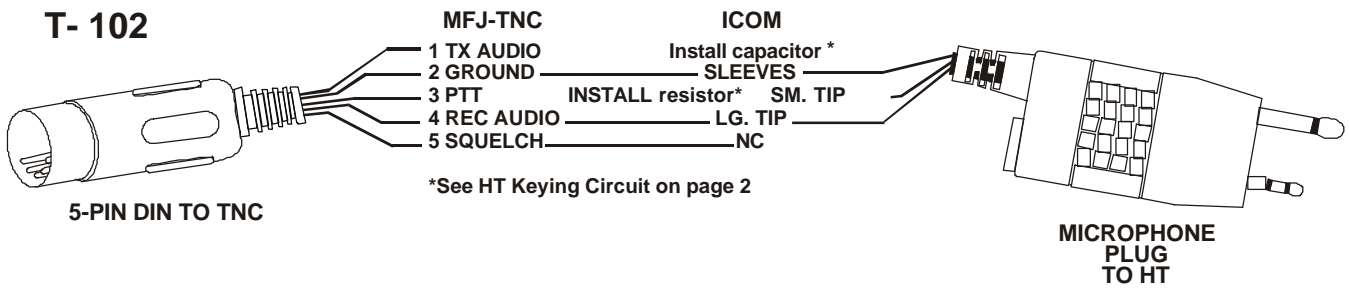 T- 102
MFJ-TNC ICOM
1 TX AUDIO Install capacitor *
2 GROUND SLEEVES
3 PTT INSTALL resistor* SM. TIP
4 REC AUDIO LG. TIP
5 SQUELCH NC
*See HT Keying Circuit on page 2
5-PIN DIN TO TNC
MICROPHONE
PLUG
TO HT